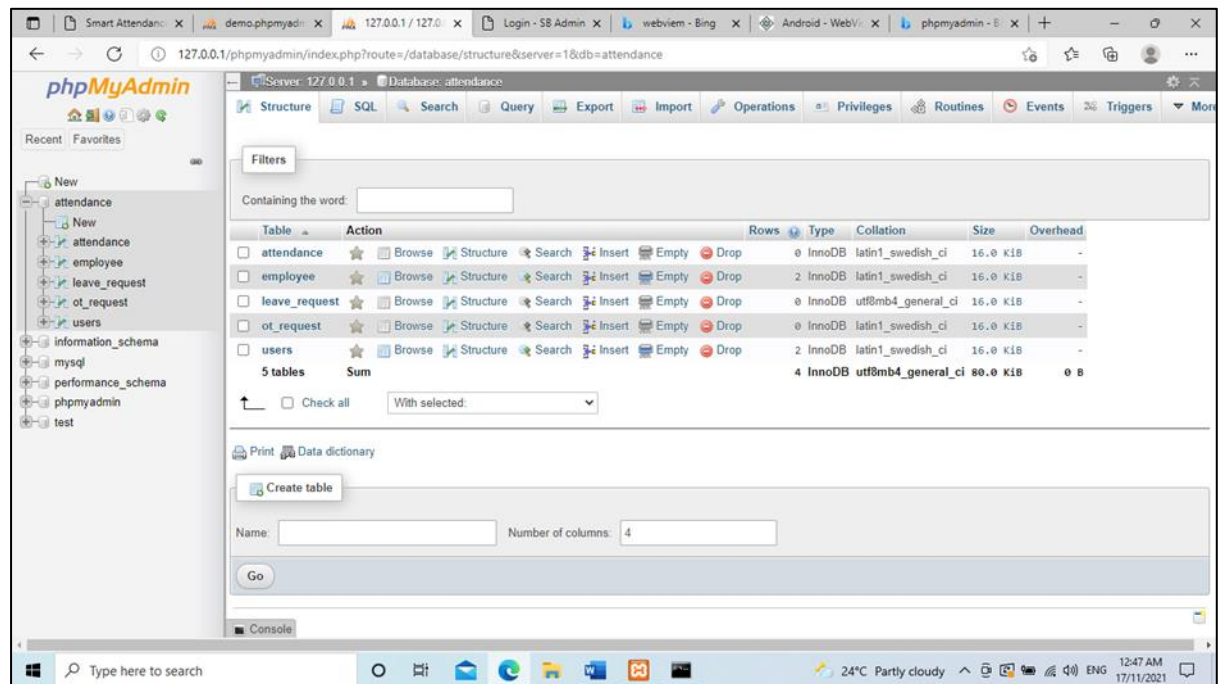 Smart Attendanc
demo.phpmyadn
127.0.0.1 / 127.0.
Login - SB Admin
webviem - Bing
Android - WebVi
phpmyadmin - B
127.0.0.1/phpmyadmin/index.php?route=/database/structure&server=1&db=attendance
phpMyAdmin
Recent Favorites
New
attendance
New
attendance
employee
leave_request
ot_request
users
information_schema
mysql
performance_schema
phpmyadmin
test
Server: 127.0.0.1 » Database: attendance
Structure SQL Search Query Export Import Operations Privileges Routines Events Triggers More
Filters
Containing the word:
Table Action Rows Type Collation Size Overhead
attendance Browse Structure Search Insert Empty Drop 0 InnoDB latin1_swedish_ci 16.0 KiB -
employee Browse Structure Search Insert Empty Drop 2 InnoDB latin1_swedish_ci 16.0 KiB -
leave_request Browse Structure Search Insert Empty Drop 0 InnoDB utf8mb4_general_ci 16.0 KiB -
ot_request Browse Structure Search Insert Empty Drop 0 InnoDB latin1_swedish_ci 16.0 KiB -
users Browse Structure Search Insert Empty Drop 2 InnoDB latin1_swedish_ci 16.0 KiB -
5 tables Sum 4 InnoDB utf8mb4_general_ci 80.0 KiB 0 B
Check all With selected:
Print Data dictionary
Create table
Name: Number of columns: 4
Go
Console
Type here to search
24°C Partly cloudy ENG 12:47 AM
17/11/2021